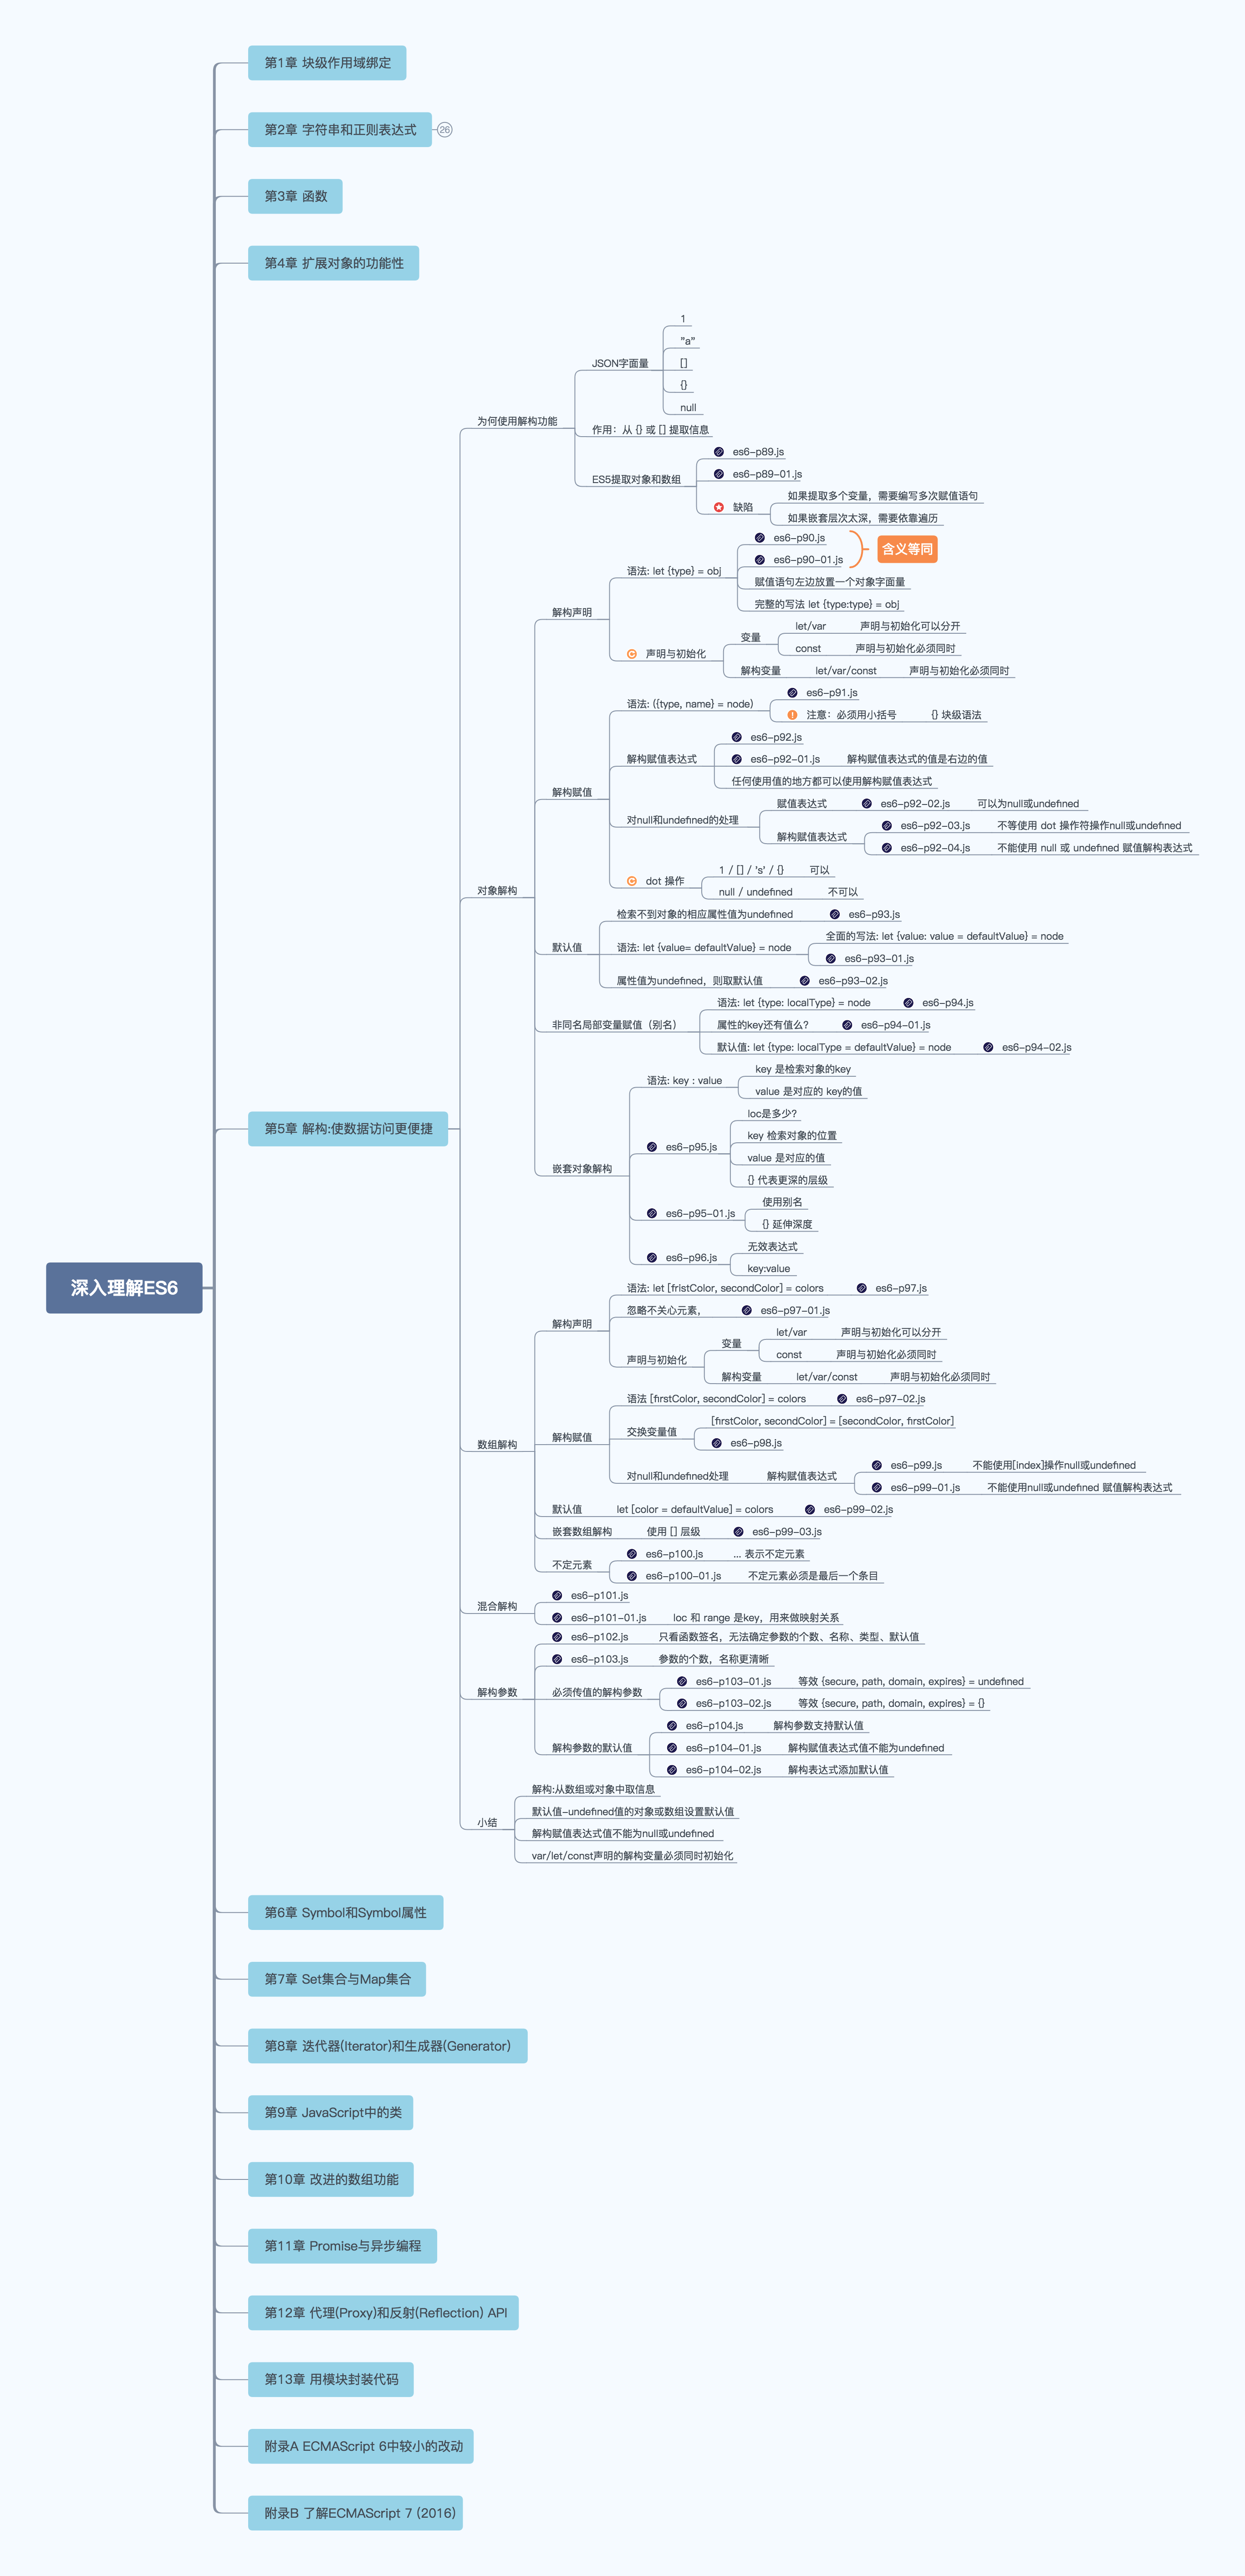 深入理解ES6
第1章 块级作用域绑定
第2章 字符串和正则表达式
26
第3章 函数
第4章 扩展对象的功能性
第5章 解构:使数据访问更便捷
为何使用解构功能
JSON字面量
1
"a"
[]
{}
null
作用：从 {} 或 [] 提取信息
ES5提取对象和数组
es6-p89.js
es6-p89-01.js
缺陷
如果提取多个变量，需要编写多次赋值语句
如果嵌套层次太深，需要依靠遍历
对象解构
解构声明
语法: let {type} = obj
es6-p90.js
es6-p90-01.js
含义等同
赋值语句左边放置一个对象字面量
完整的写法 let {type:type} = obj
声明与初始化
变量
let/var
声明与初始化可以分开
const
声明与初始化必须同时
解构变量
let/var/const
声明与初始化必须同时
解构赋值
语法: ({type, name} = node)
es6-p91.js
注意：必须用小括号
{} 块级语法
解构赋值表达式
es6-p92.js
es6-p92-01.js
解构赋值表达式的值是右边的值
任何使用值的地方都可以使用解构赋值表达式
对null和undefined的处理
赋值表达式
es6-p92-02.js
可以为null或undefined
解构赋值表达式
es6-p92-03.js
不等使用 dot 操作符操作null或undefined
es6-p92-04.js
不能使用 null 或 undefined 赋值解构表达式
dot 操作
1 / [] / 's' / {}
可以
null / undefined
不可以
默认值
检索不到对象的相应属性值为undefined
es6-p93.js
语法: let {value= defaultValue} = node
全面的写法: let {value: value = defaultValue} = node
es6-p93-01.js
属性值为undefined，则取默认值
es6-p93-02.js
非同名局部变量赋值（别名）
语法: let {type: localType} = node
es6-p94.js
属性的key还有值么？
es6-p94-01.js
默认值: let {type: localType = defaultValue} = node
es6-p94-02.js
嵌套对象解构
语法: key : value
key 是检索对象的key
value 是对应的 key的值
es6-p95.js
loc是多少?
key 检索对象的位置
value 是对应的值
{} 代表更深的层级
es6-p95-01.js
使用别名
{} 延伸深度
es6-p96.js
无效表达式
key:value
数组解构
解构声明
语法: let [fristColor, secondColor] = colors
es6-p97.js
忽略不关心元素，
es6-p97-01.js
声明与初始化
变量
let/var
声明与初始化可以分开
const
声明与初始化必须同时
解构变量
let/var/const
声明与初始化必须同时
解构赋值
语法 [firstColor, secondColor] = colors
es6-p97-02.js
交换变量值
[firstColor, secondColor] = [secondColor, firstColor]
es6-p98.js
对null和undefined处理
解构赋值表达式
es6-p99.js
不能使用[index]操作null或undefined
es6-p99-01.js
不能使用null或undefined 赋值解构表达式
默认值
let [color = defaultValue] = colors
es6-p99-02.js
嵌套数组解构
使用 [] 层级
es6-p99-03.js
不定元素
es6-p100.js
... 表示不定元素
es6-p100-01.js
不定元素必须是最后一个条目
混合解构
es6-p101.js
es6-p101-01.js
loc 和 range 是key，用来做映射关系
解构参数
es6-p102.js
只看函数签名，无法确定参数的个数、名称、类型、默认值
es6-p103.js
参数的个数，名称更清晰
必须传值的解构参数
es6-p103-01.js
等效 {secure, path, domain, expires} = undefined
es6-p103-02.js
等效 {secure, path, domain, expires} = {}
解构参数的默认值
es6-p104.js
解构参数支持默认值
es6-p104-01.js
解构赋值表达式值不能为undefined
es6-p104-02.js
解构表达式添加默认值
小结
解构:从数组或对象中取信息
默认值-undefined值的对象或数组设置默认值
解构赋值表达式值不能为null或undefined
var/let/const声明的解构变量必须同时初始化
第6章 Symbol和Symbol属性
第7章 Set集合与Map集合
第8章 迭代器(Iterator)和生成器(Generator)
第9章 JavaScript中的类
第10章 改进的数组功能
第11章 Promise与异步编程
第12章 代理(Proxy)和反射(Reflection) API
第13章 用模块封装代码
附录A ECMAScript 6中较小的改动
附录B 了解ECMAScript 7 (2016)